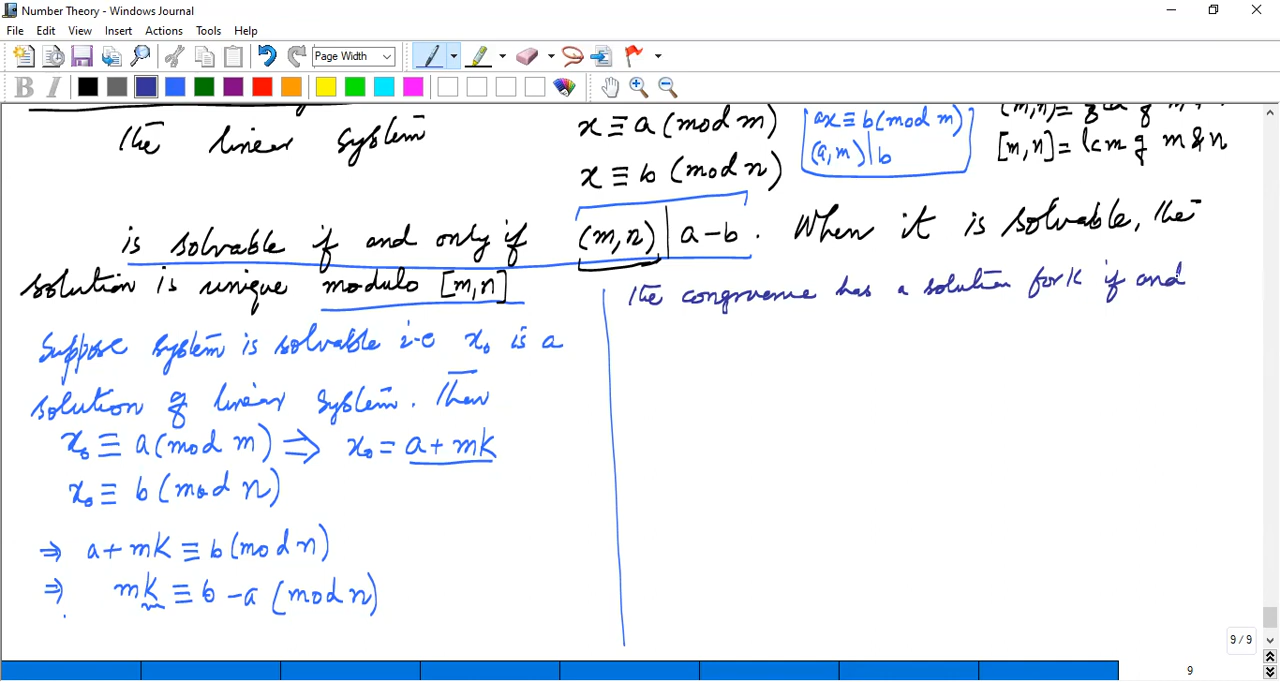 Number Theory - Windows Journal
File Edit View Insert Actions Tools Help
Page Width
B I
The linear system
x ≡ a (mod m)
x ≡ b (mod n)
ax ≡ b (mod m)
(a, m) | b
[m, n] = lcm of m & n
is solvable if and only if (m, n) | a - b. When it is solvable, the
solution is unique modulo [m, n]
Suppose system is solvable i-e x₀ is a
solution of linear system. Then
x₀ ≡ a (mod m) ⇒ x₀ = a + mk
x₀ ≡ b (mod n)
⇒ a + mk ≡ b (mod n)
⇒ mk ≡ b - a (mod n)
The congruence has a solution for k if and
9 / 9
9